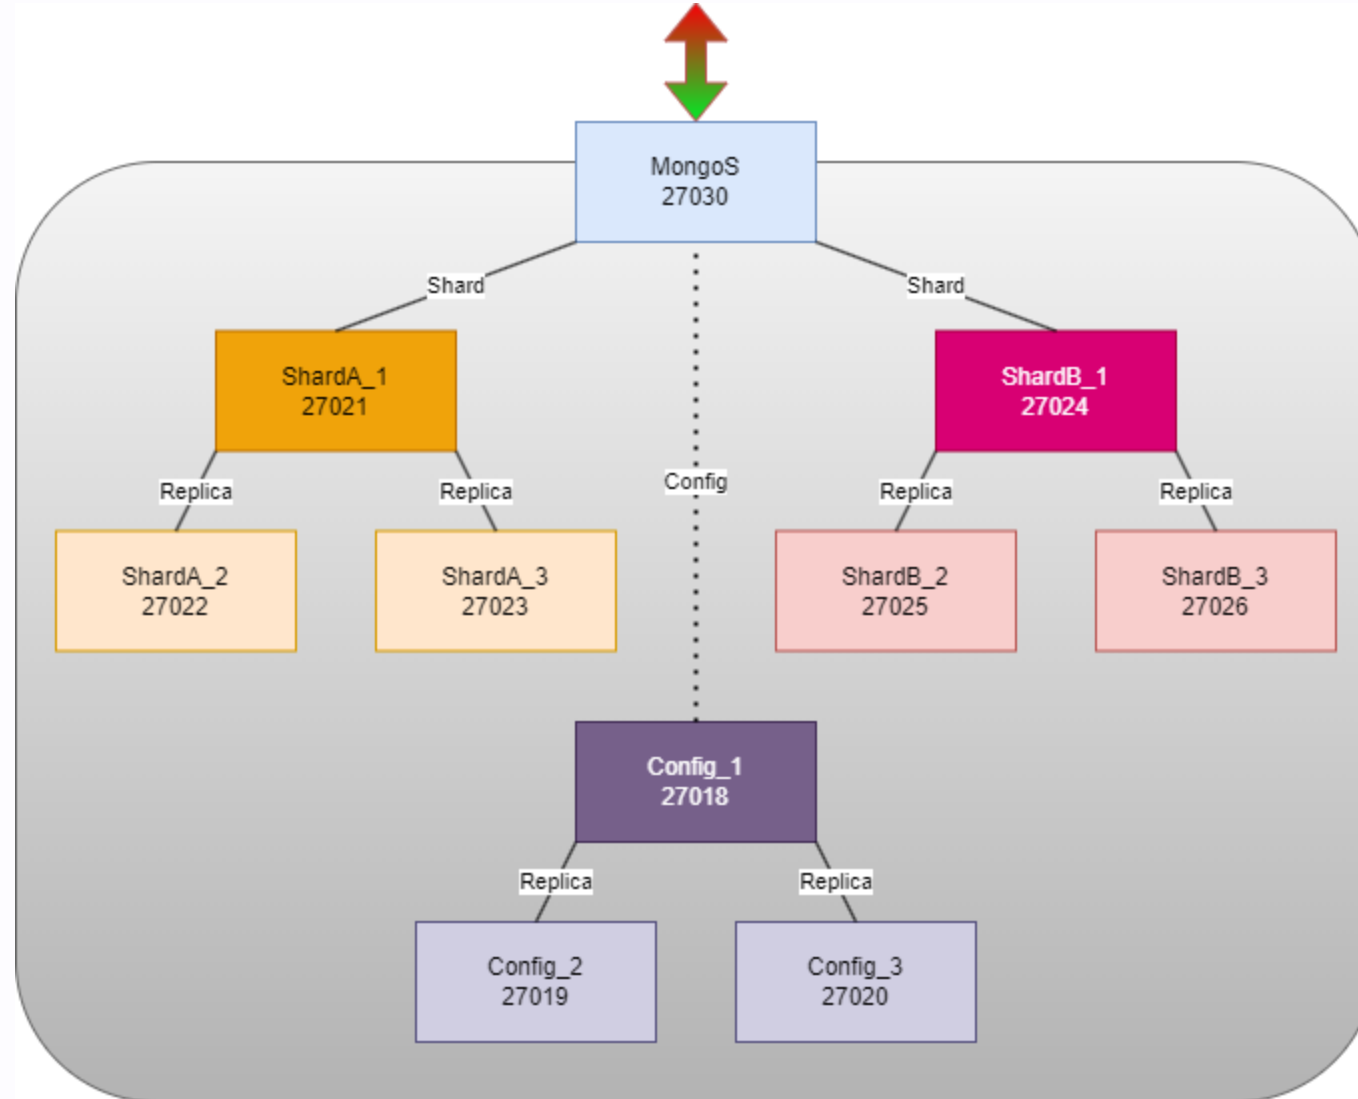 MongoS
27030
Shard
Shard
ShardA_1
27021
ShardB_1
27024
Replica
Replica
Config
Replica
Replica
ShardA_2
27022
ShardA_3
27023
ShardB_2
27025
ShardB_3
27026
Config_1
27018
Replica
Replica
Config_2
27019
Config_3
27020